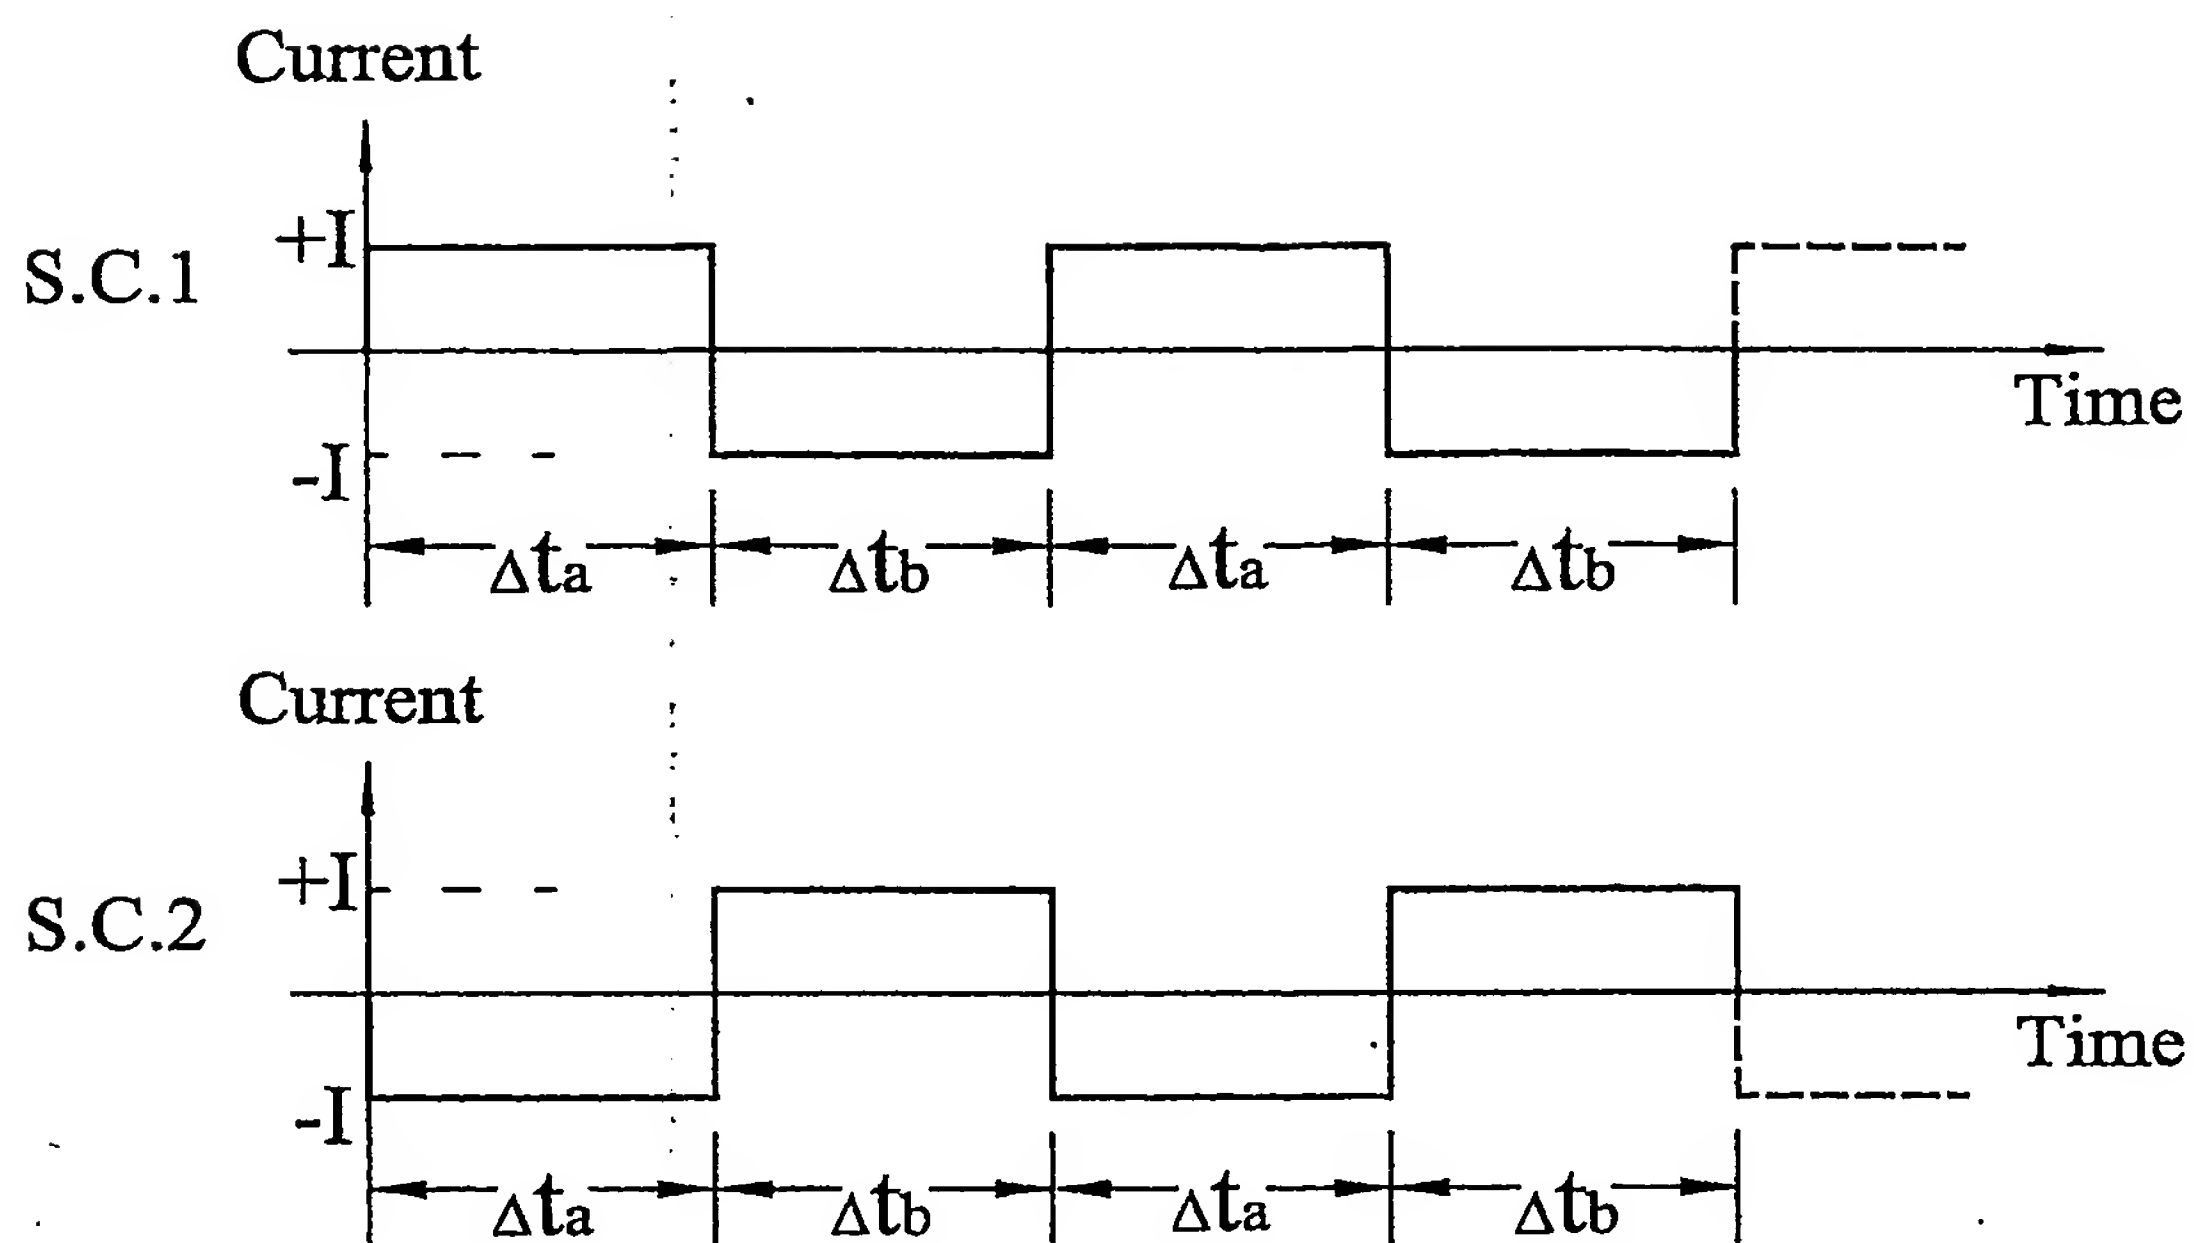 Current
+I
S.C.1
Time
-I
Δta Δtb Δta Δtb
Current
+I
S.C.2
Time
-I
Δta Δtb Δta Δtb